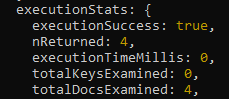 executionStats: {
executionSuccess: true,
nReturned: 4,
executionTimeMillis: 0,
totalKeysExamined: 0,
totalDocsExamined: 4,